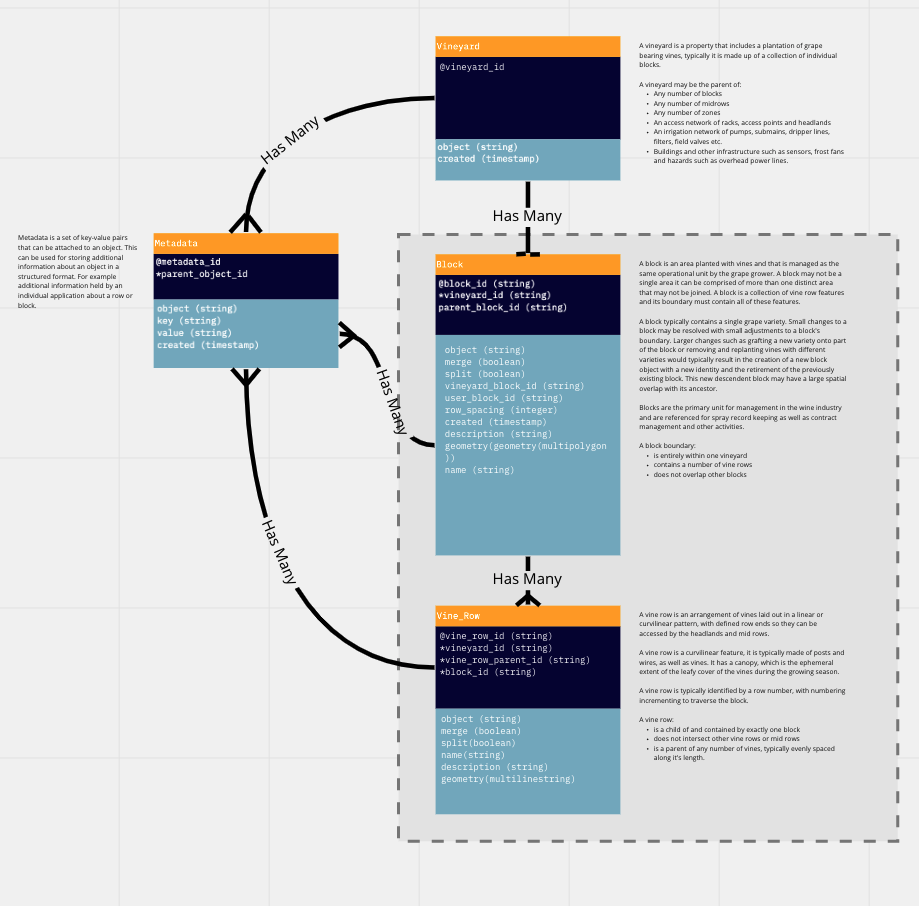 Vineyard
@vineyard_id
object (string)
created (timestamp)
A vineyard is a property that includes a plantation of grape
bearing vines, typically it is made up of a collection of individual
blocks.
A vineyard may be the parent of:
• Any number of blocks
• Any number of midrows
• Any number of zones
• An access network of racks, access points and headlands
• An irrigation network of pumps, submains, dripper lines,
filters, field valves etc.
• Buildings and other infrastructure such as sensors, frost fans
and hazards such as overhead power lines.
Has Many
Has Many
Metadata is a set of key-value pairs
that can be attached to an object. This
can be used for storing additional
information about an object in a
structured format. For example
additional information held by an
individual application about a row or
block.
Metadata
@metadata_id
*parent_object_id
object (string)
key (string)
value (string)
created (timestamp)
Has Many
Block
@block_id (string)
*vineyard_id (string)
parent_block_id (string)
object (string)
merge (boolean)
split (boolean)
vineyard_block_id (string)
user_block_id (string)
row_spacing (integer)
created (timestamp)
description (string)
geometry(geometry(multipolygon
))
name (string)
A block is an area planted with vines and that is managed as the
same operational unit by the grape grower. A block may not be a
single area it can be comprised of more than one distinct area
that may not be joined. A block is a collection of vine row features
and its boundary must contain all of these features.
A block typically contains a single grape variety. Small changes to a
block may be resolved with small adjustments to a block's
boundary. Larger changes such as grafting a new variety onto part
of the block or removing and replanting vines with different
varieties would typically result in the creation of a new block
object with a new identity and the retirement of the previously
existing block. This new descendent block may have a large spatial
overlap with its ancestor.
Blocks are the primary unit for management in the wine industry
and are referenced for spray record keeping as well as contract
management and other activities.
A block boundary:
• is entirely within one vineyard
• contains a number of vine rows
• does not overlap other blocks
Has Many
Has Many
Vine_Row
@vine_row_id (string)
*vineyard_id (string)
*vine_row_parent_id (string)
*block_id (string)
object (string)
merge (boolean)
split(boolean)
name(string)
description (string)
geometry(multilinestring)
A vine row is an arrangement of vines laid out in a linear or
curvilinear pattern, with defined row ends so they can be
accessed by the headlands and mid rows.
A vine row is a curvilinear feature, it is typically made of posts and
wires, as well as vines. It has a canopy, which is the ephemeral
extent of the leafy cover of the vines during the growing season.
A vine row is typically identified by a row number, with numbering
incrementing to traverse the block.
A vine row:
• is a child of and contained by exactly one block
• does not intersect other vine rows or mid rows
• is a parent of any number of vines, typically evenly spaced
along it's length.